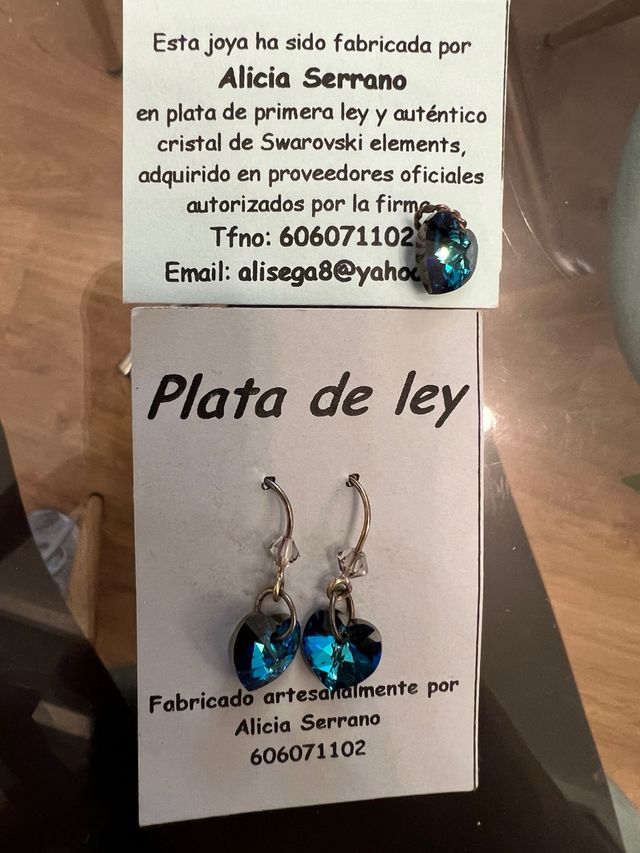 Esta joya ha sido fabricada por
Alicia Serrano
en plata de primera ley y auténtico
cristal de Swarovski elements,
adquirido en proveedores oficiales
autorizados por la firma
Tfno: 606071102
Email: alisega8@yahoo
Plata de ley
Fabricado artesanalmente por
Alicia Serrano
606071102